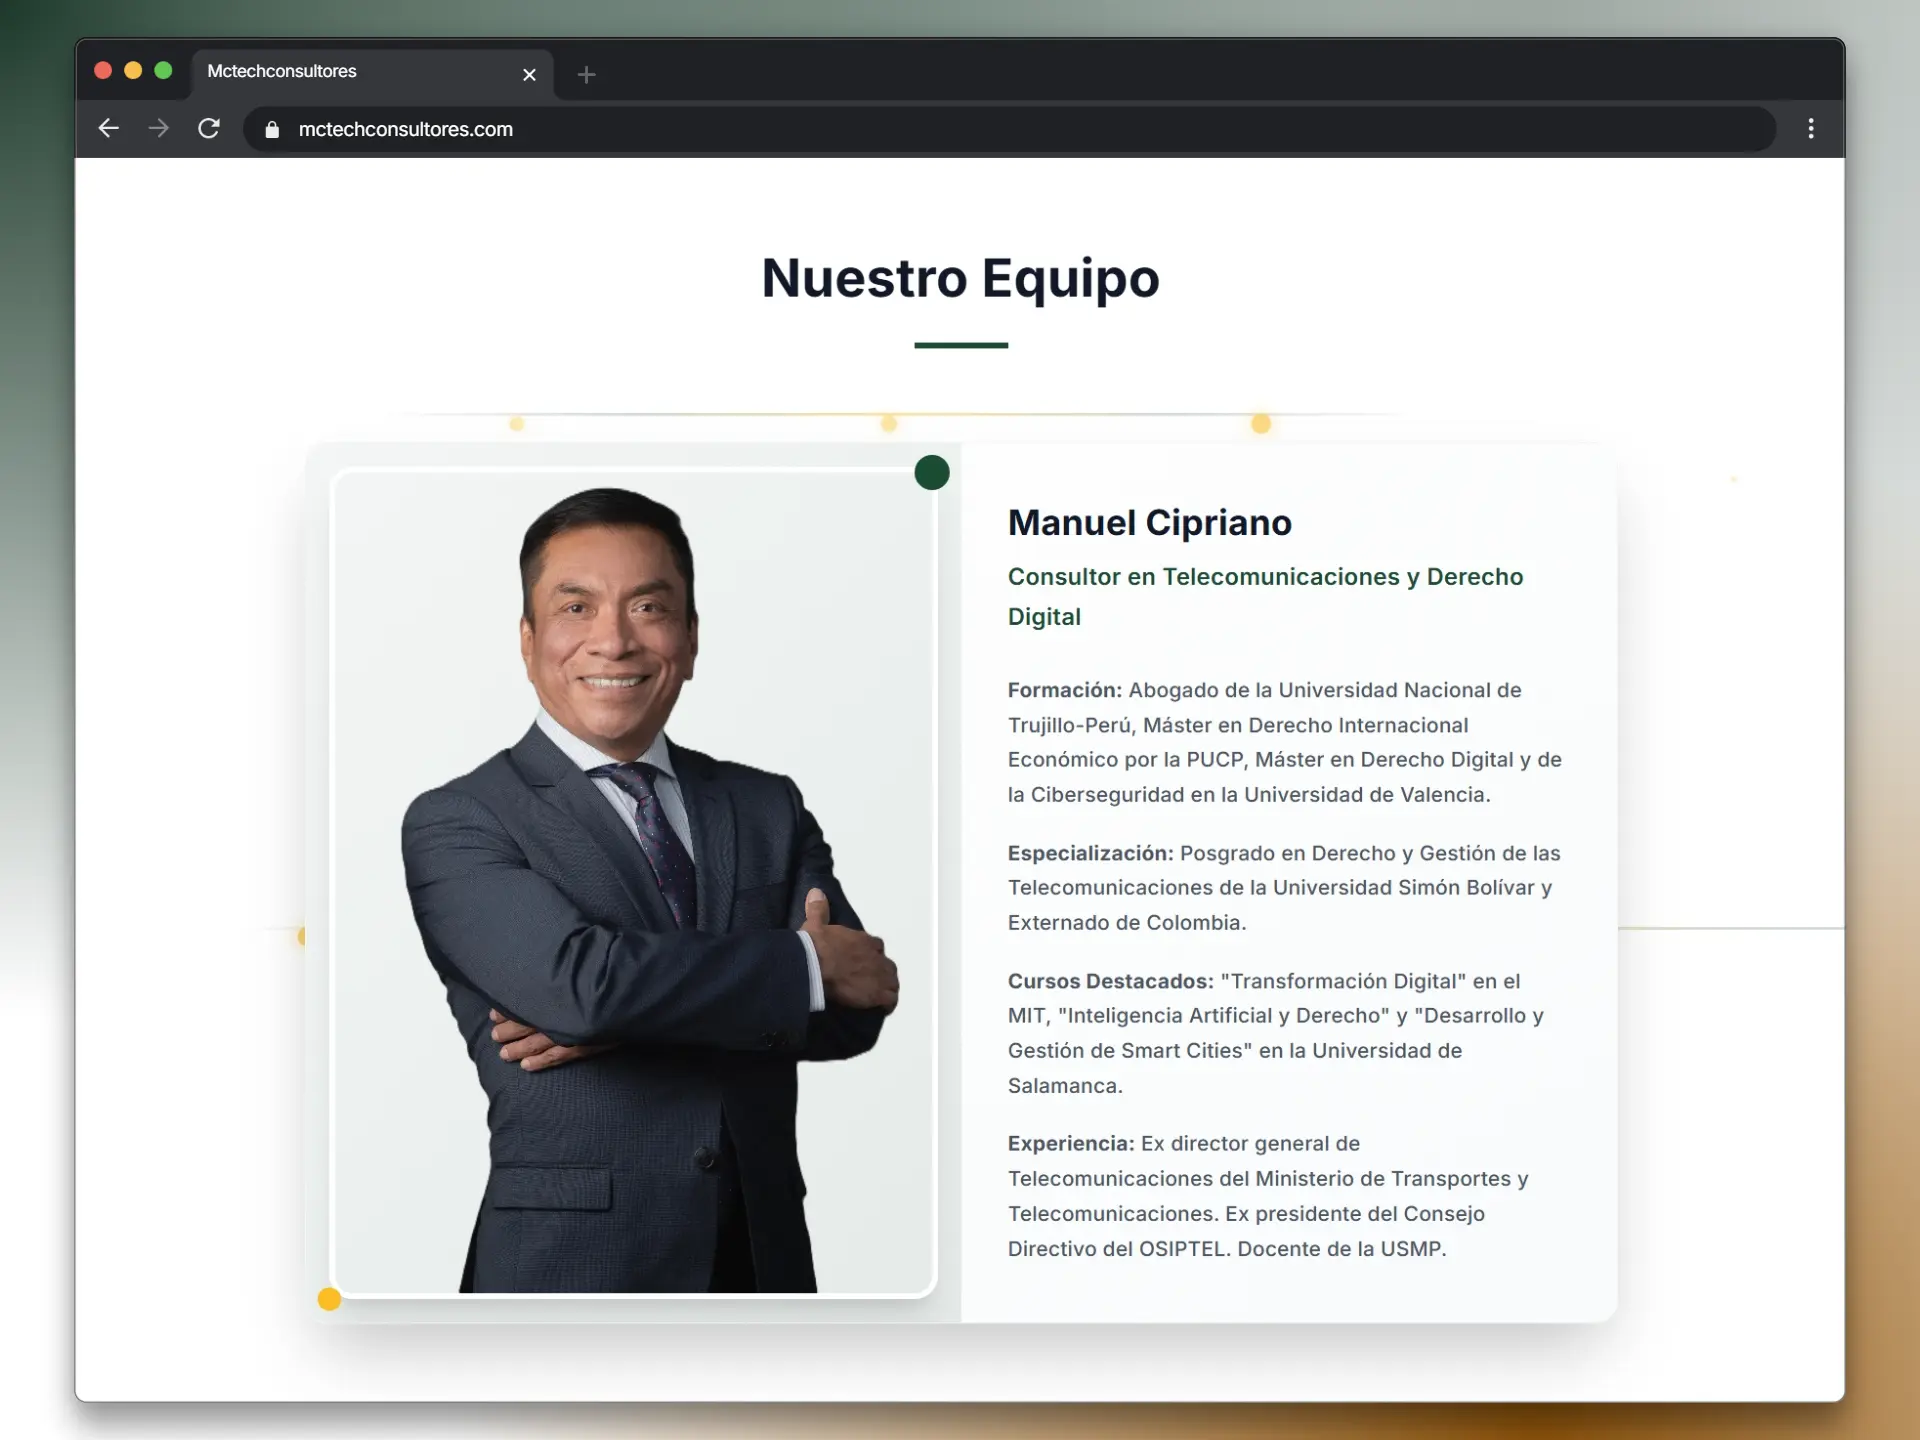 Mctechconsultores
mctechconsultores.com
Nuestro Equipo
Manuel Cipriano
Consultor en Telecomunicaciones y Derecho
Digital
Formación: Abogado de la Universidad Nacional de
Trujillo-Perú, Máster en Derecho Internacional
Económico por la PUCP, Máster en Derecho Digital y de
la Ciberseguridad en la Universidad de Valencia.
Especialización: Posgrado en Derecho y Gestión de las
Telecomunicaciones de la Universidad Simón Bolívar y
Externado de Colombia.
Cursos Destacados: "Transformación Digital" en el
MIT, "Inteligencia Artificial y Derecho" y "Desarrollo y
Gestión de Smart Cities" en la Universidad de
Salamanca.
Experiencia: Ex director general de
Telecomunicaciones del Ministerio de Transportes y
Telecomunicaciones. Ex presidente del Consejo
Directivo del OSIPTEL. Docente de la USMP.